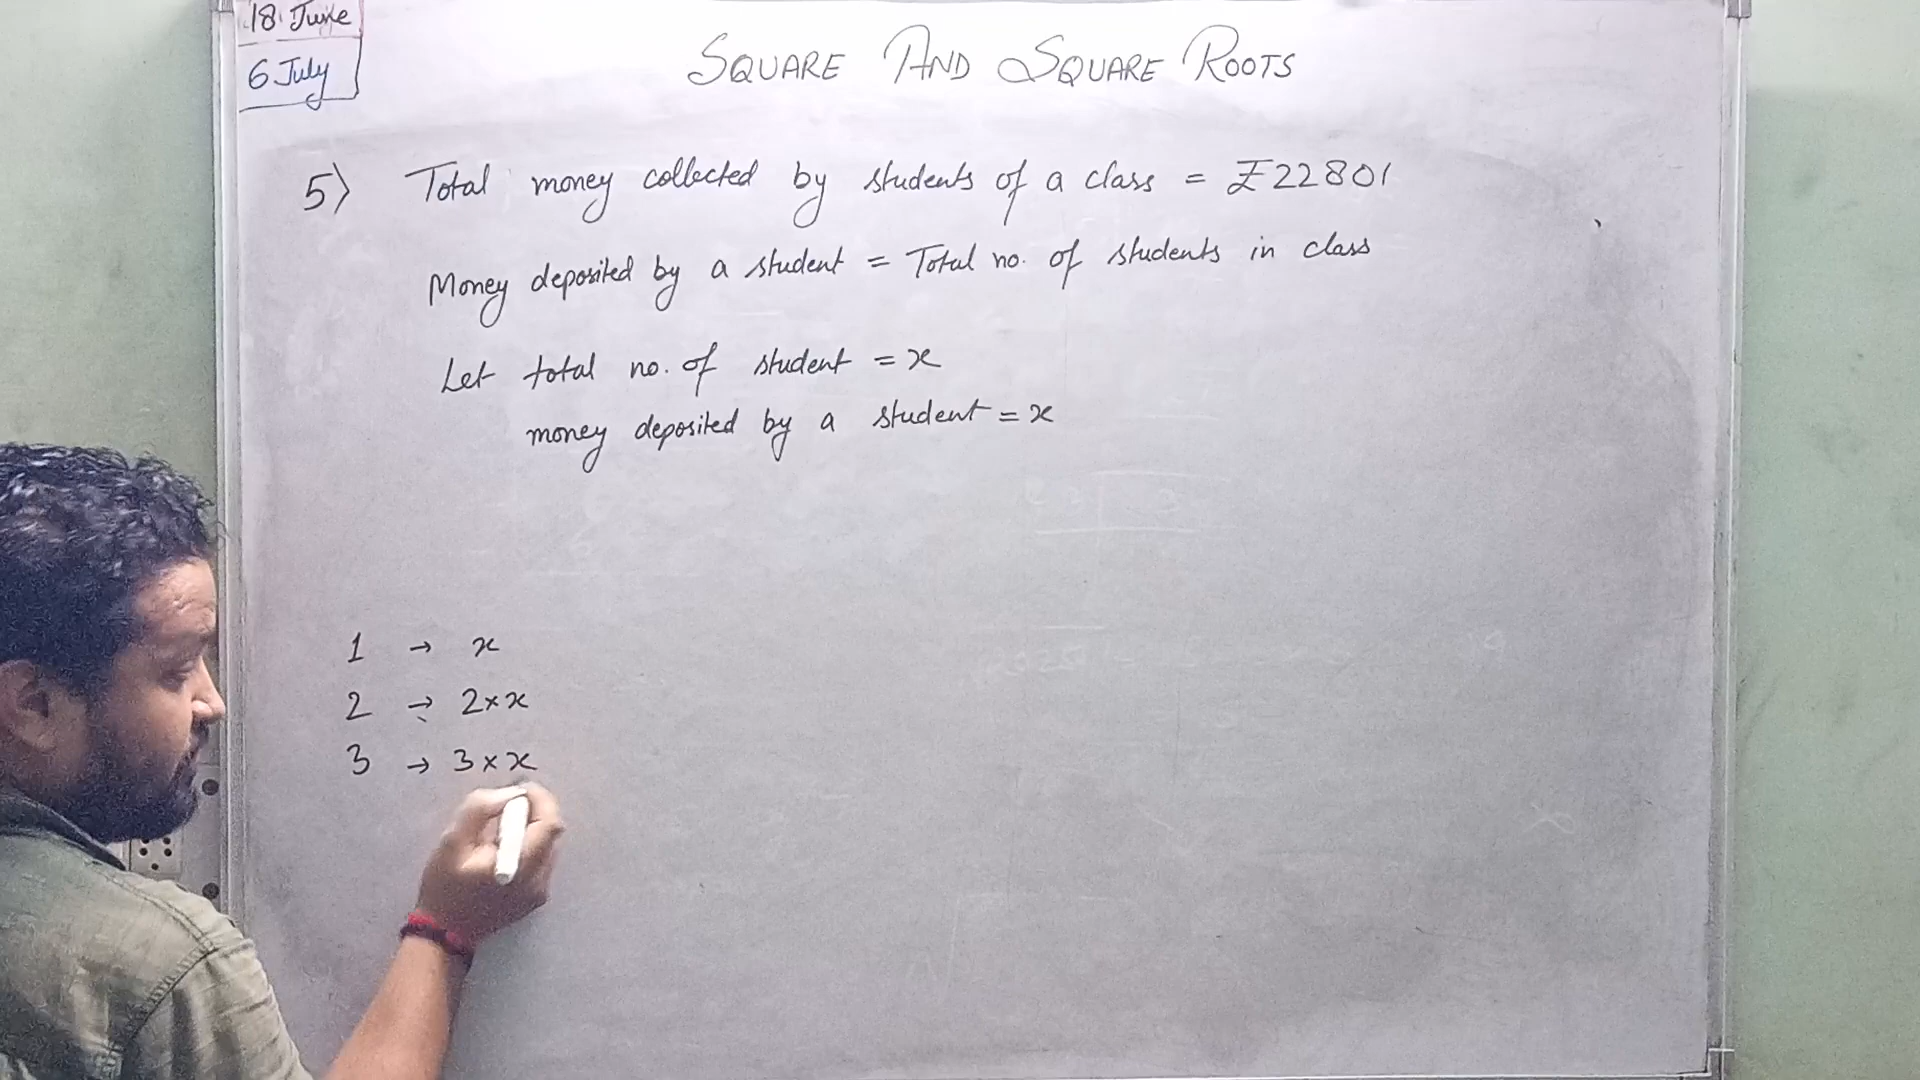 18 June
6 July
SQUARE AND SQUARE ROOTS
5) Total money collected by students of a class = ₹22801
Money deposited by a student = Total no. of students in class
Let total no. of student = x
money deposited by a student = x
1 → x
2 → 2×x
3 → 3×x